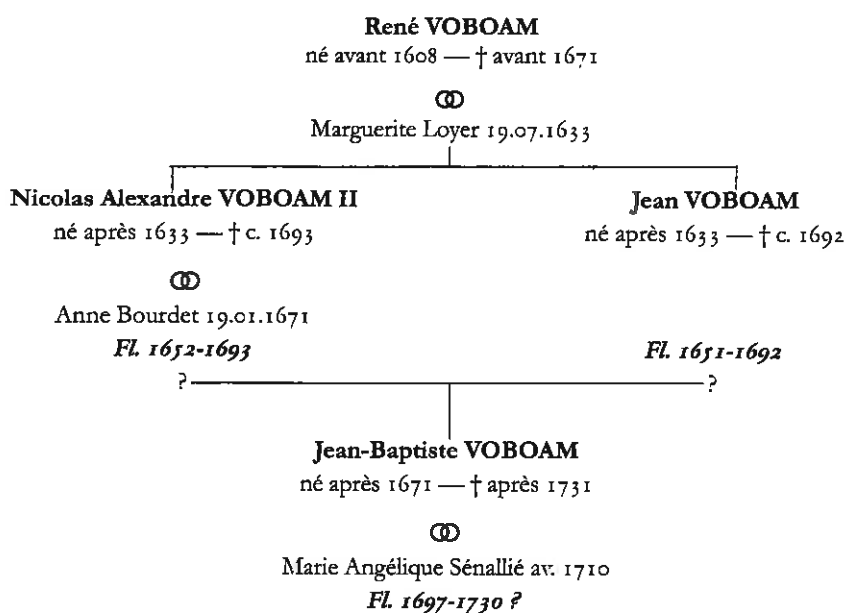 René VOBOAM
né avant 1608 — † avant 1671
Marguerite Loyer 19.07.1633
Nicolas Alexandre VOBOAM II
né après 1633 — † c. 1693
Anne Bourdet 19.01.1671
Fl. 1652-1693
Jean VOBOAM
né après 1633 — † c. 1692
Fl. 1651-1692
? ?
Jean-Baptiste VOBOAM
né après 1671 — † après 1731
Marie Angélique Sénallié av. 1710
Fl. 1697-1730 ?